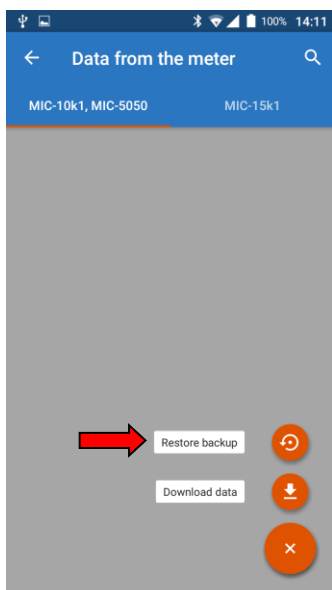 100% 14:11
Data from the meter
MIC-10k1, MIC-5050 MIC-15k1
Restore backup
Download data